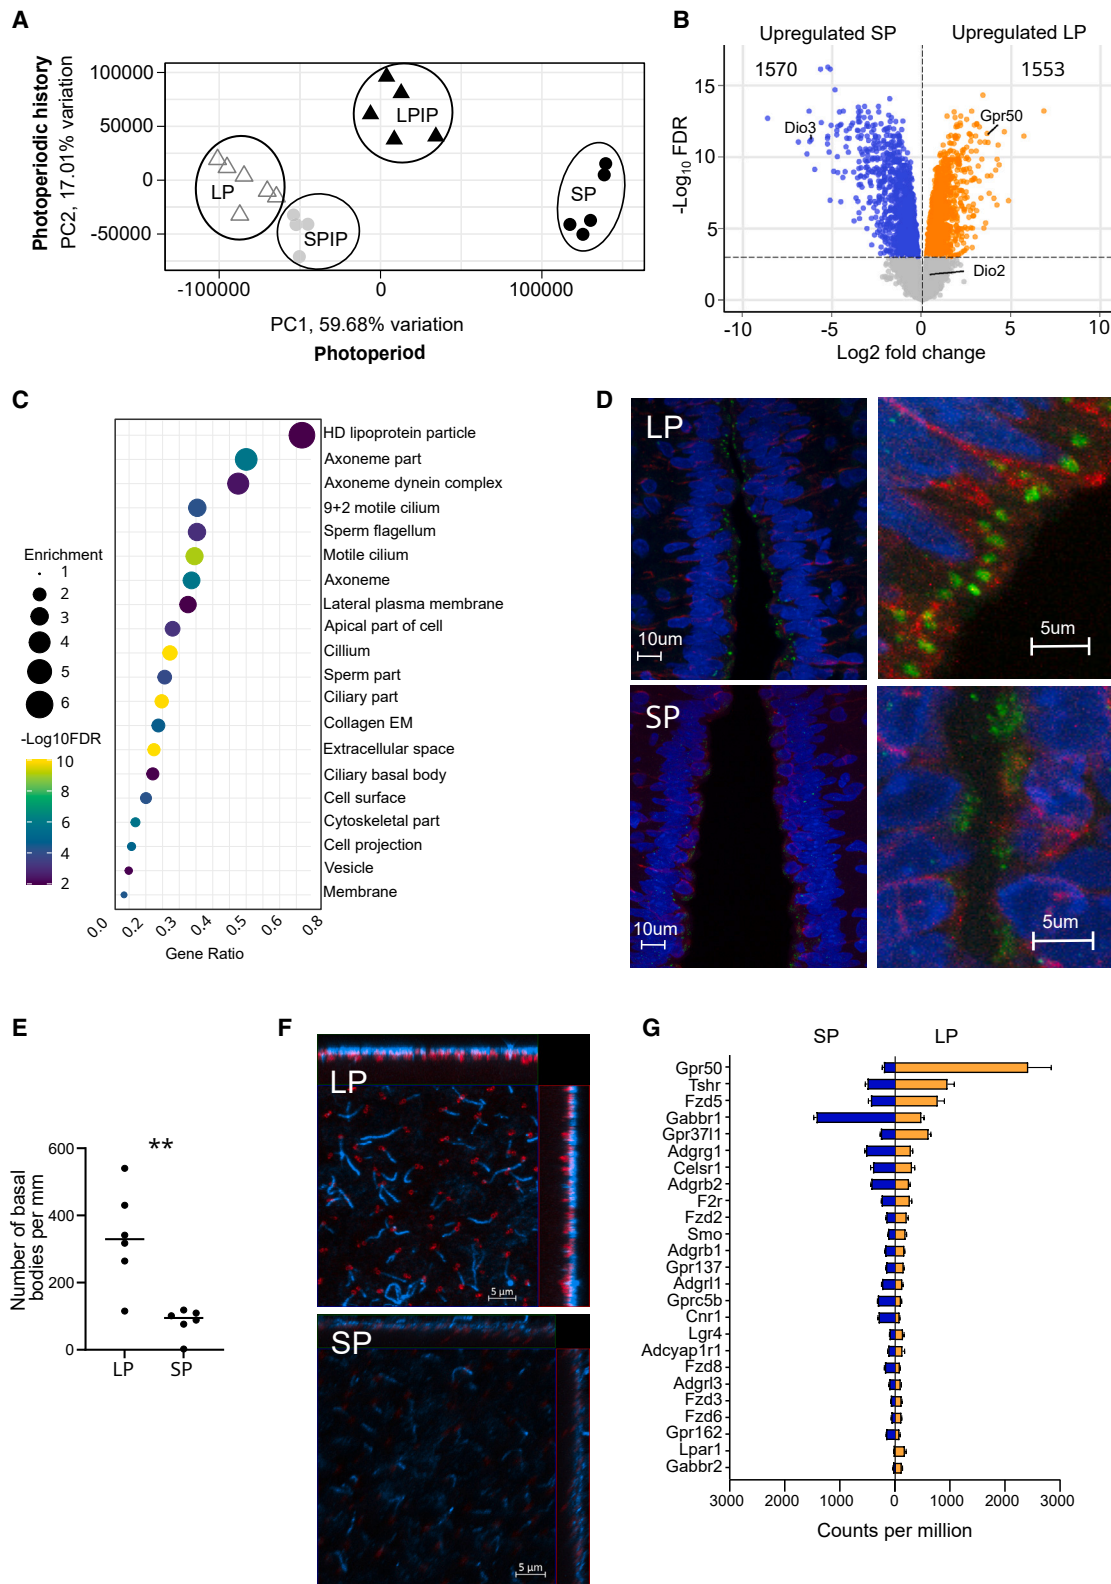 A
Photoperiodic history
PC2, 17.01% variation
100000
50000
0
-50000
LP
SPIP
LPIP
SP
-100000
0
100000
PC1, 59.68% variation
Photoperiod
B
Upregulated SP
Upregulated LP
1570
1553
Dio3
Gpr50
Dio2
-Log10 FDR
15
10
5
0
-10
-5
0
5
10
Log2 fold change
C
Enrichment
1
2
3
4
5
6
-Log10FDR
10
8
6
4
2
HD lipoprotein particle
Axoneme part
Axoneme dynein complex
9+2 motile cilium
Sperm flagellum
Motile cilium
Axoneme
Lateral plasma membrane
Apical part of cell
Cillium
Sperm part
Ciliary part
Collagen EM
Extracellular space
Ciliary basal body
Cell surface
Cytoskeletal part
Cell projection
Vesicle
Membrane
0.0
0.2
0.3
0.4
0.5
0.6
0.8
Gene Ratio
D
LP
10um
5um
SP
10um
5um
E
Number of basal
bodies per mm
600
400
200
0
**
LP
SP
F
LP
5 μm
SP
5 μm
G
SP
LP
Gpr50
Tshr
Fzd5
Gabbr1
Gpr37l1
Adgrg1
Celsr1
Adgrb2
F2r
Fzd2
Smo
Adgrb1
Gpr137
Adgrl1
Gprc5b
Cnr1
Lgr4
Adcyap1r1
Fzd8
Adgrl3
Fzd3
Fzd6
Gpr162
Lpar1
Gabbr2
3000
2000
1000
0
1000
2000
3000
Counts per million